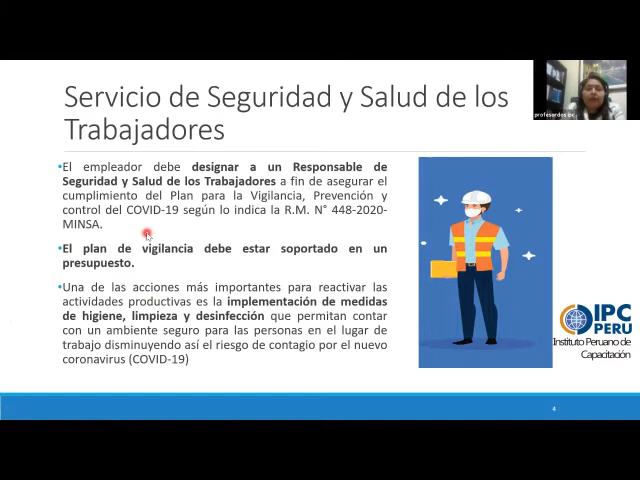 Servicio de Seguridad y Salud de los
Trabajadores
•El empleador debe designar a un Responsable de
Seguridad y Salud de los Trabajadores a fin de asegurar el
cumplimiento del Plan para la Vigilancia, Prevención y
control del COVID-19 según lo indica la R.M. N° 448-2020-
MINSA.
•El plan de vigilancia debe estar soportado en un
presupuesto.
•Una de las acciones más importantes para reactivar las
actividades productivas es la implementación de medidas
de higiene, limpieza y desinfección que permitan contar
con un ambiente seguro para las personas en el lugar de
trabajo disminuyendo así el riesgo de contagio por el nuevo
coronavirus (COVID-19)
IPC
PERU
Instituto Peruano de
Capacitación
4